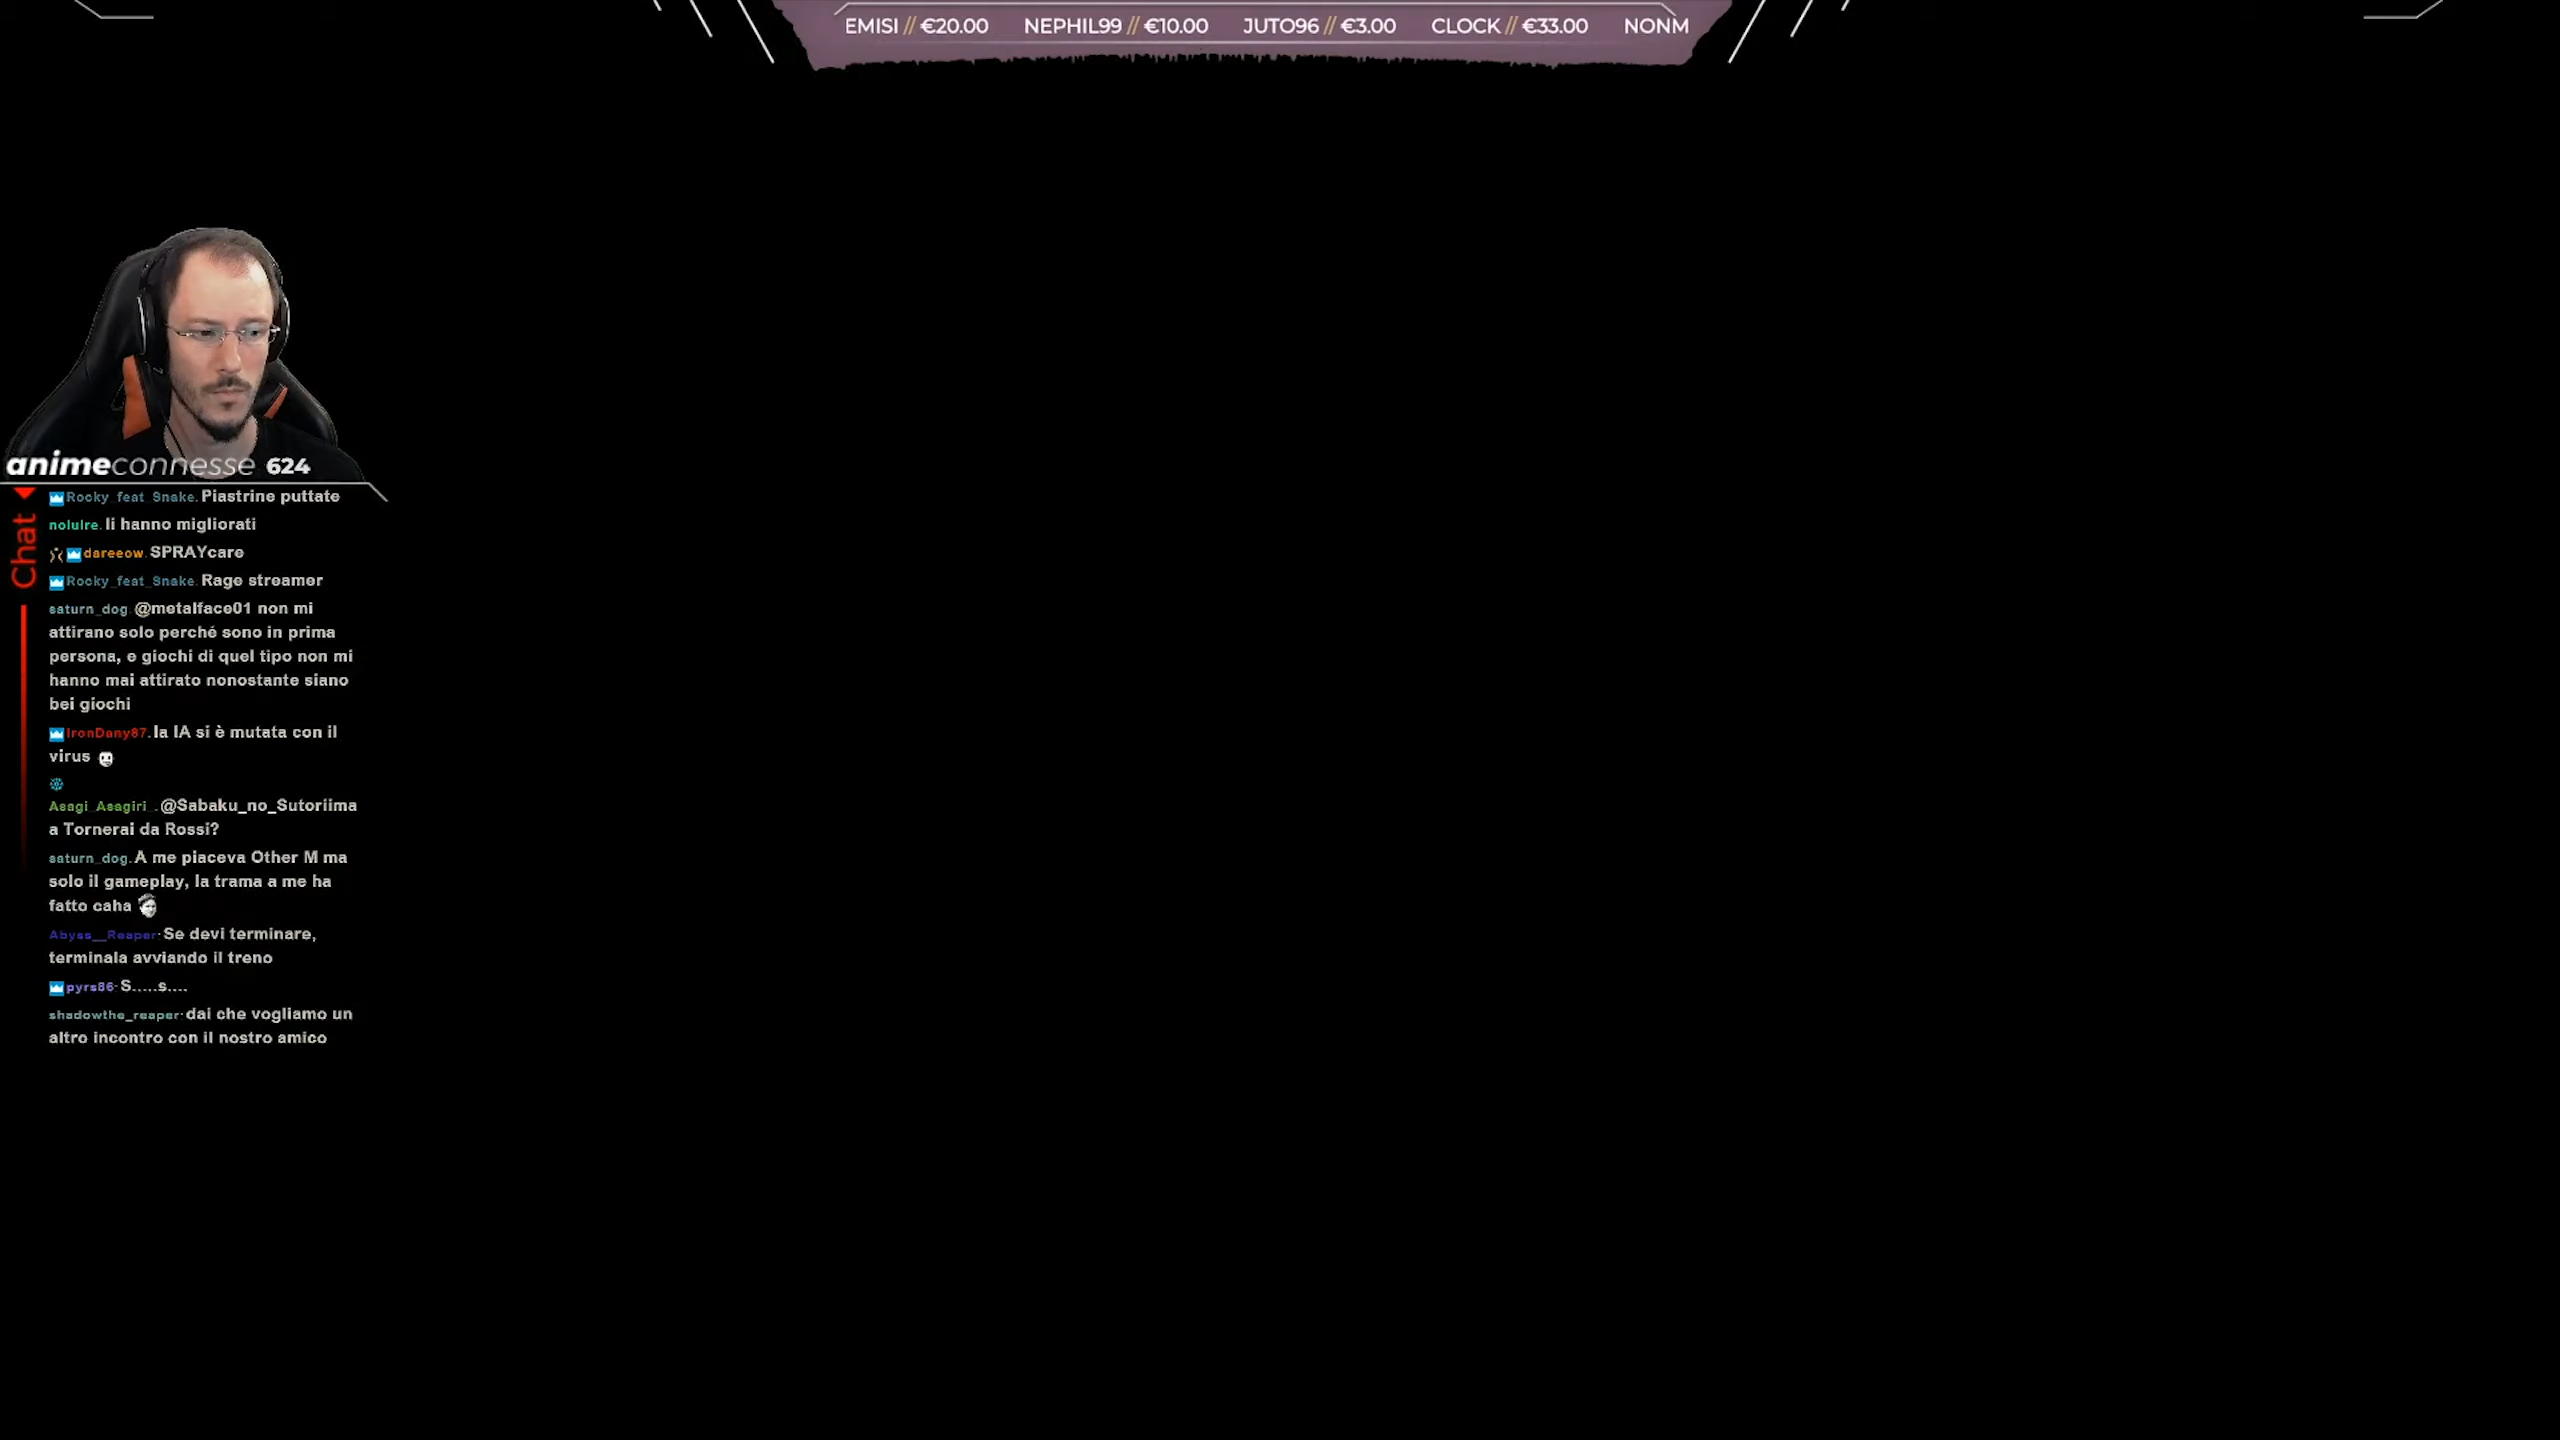 EMISI // €20.00 NEPHIL99 // €10.00 JUTO96 // €3.00 CLOCK // €33.00 NONM
animeconnesse 624
Chat
Rocky_feat_Snake. Piastrine puttate
nolulre. li hanno migliorati
dareeow. SPRAYcare
Rocky_feat_Snake. Rage streamer
saturn_dog. @metalface01 non mi
attirano solo perché sono in prima
persona, e giochi di quel tipo non mi
hanno mai attirato nonostante siano
bei giochi
IronDany87. la IA si è mutata con il
virus
Asagi_Asagiri_. @Sabaku_no_Sutoriima
a Tornerai da Rossi?
saturn_dog. A me piaceva Other M ma
solo il gameplay, la trama a me ha
fatto caha
Abyss__Reaper· Se devi terminare,
terminala avviando il treno
pyrs86· S.....s....
shadowthe_reaper· dai che vogliamo un
altro incontro con il nostro amico